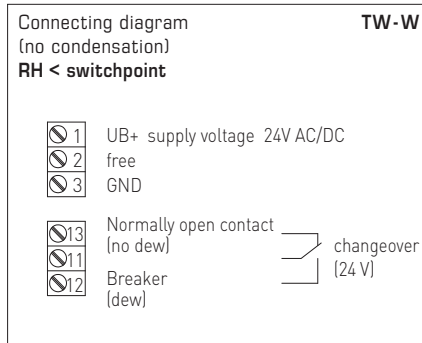 Connecting diagram TW-W
(no condensation)
RH < switchpoint
1 UB+ supply voltage 24V AC/DC
2 free
3 GND
13 Normally open contact
(no dew)
11
12 Breaker
(dew)
changeover
(24 V)